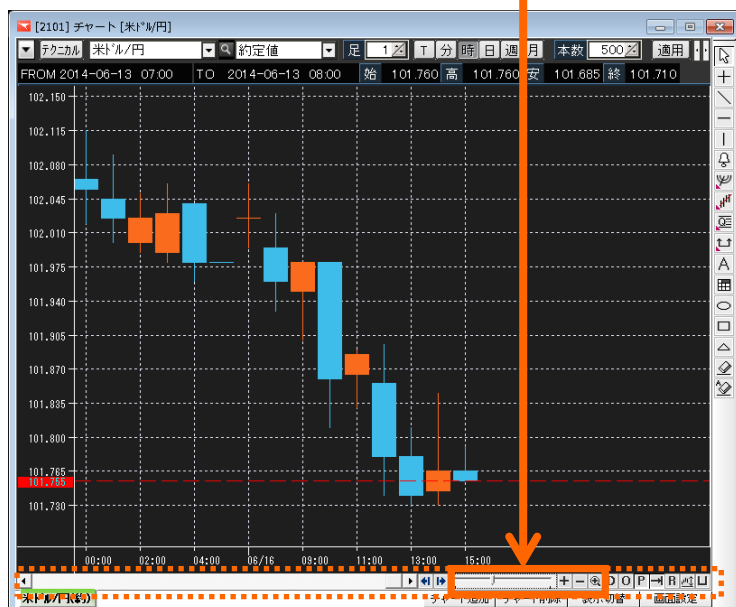 [2101] チャート [米ドル/円]
テクニカル 米ドル/円 約定値 足 1 T 分 時 日 週 月 本数 500 適用
FROM 2014-06-13 07:00 TO 2014-06-13 08:00 始 101.760 高 101.760 安 101.685 終 101.710
102.150
102.115
102.080
102.045
102.010
101.975
101.940
101.905
101.870
101.835
101.800
101.765
101.755
101.730
00:00 02:00 04:00 06/16 09:00 11:00 13:00 15:00
O P R
米ドル/円(約) チャート追加 チャート削除 表示切替 画面設定